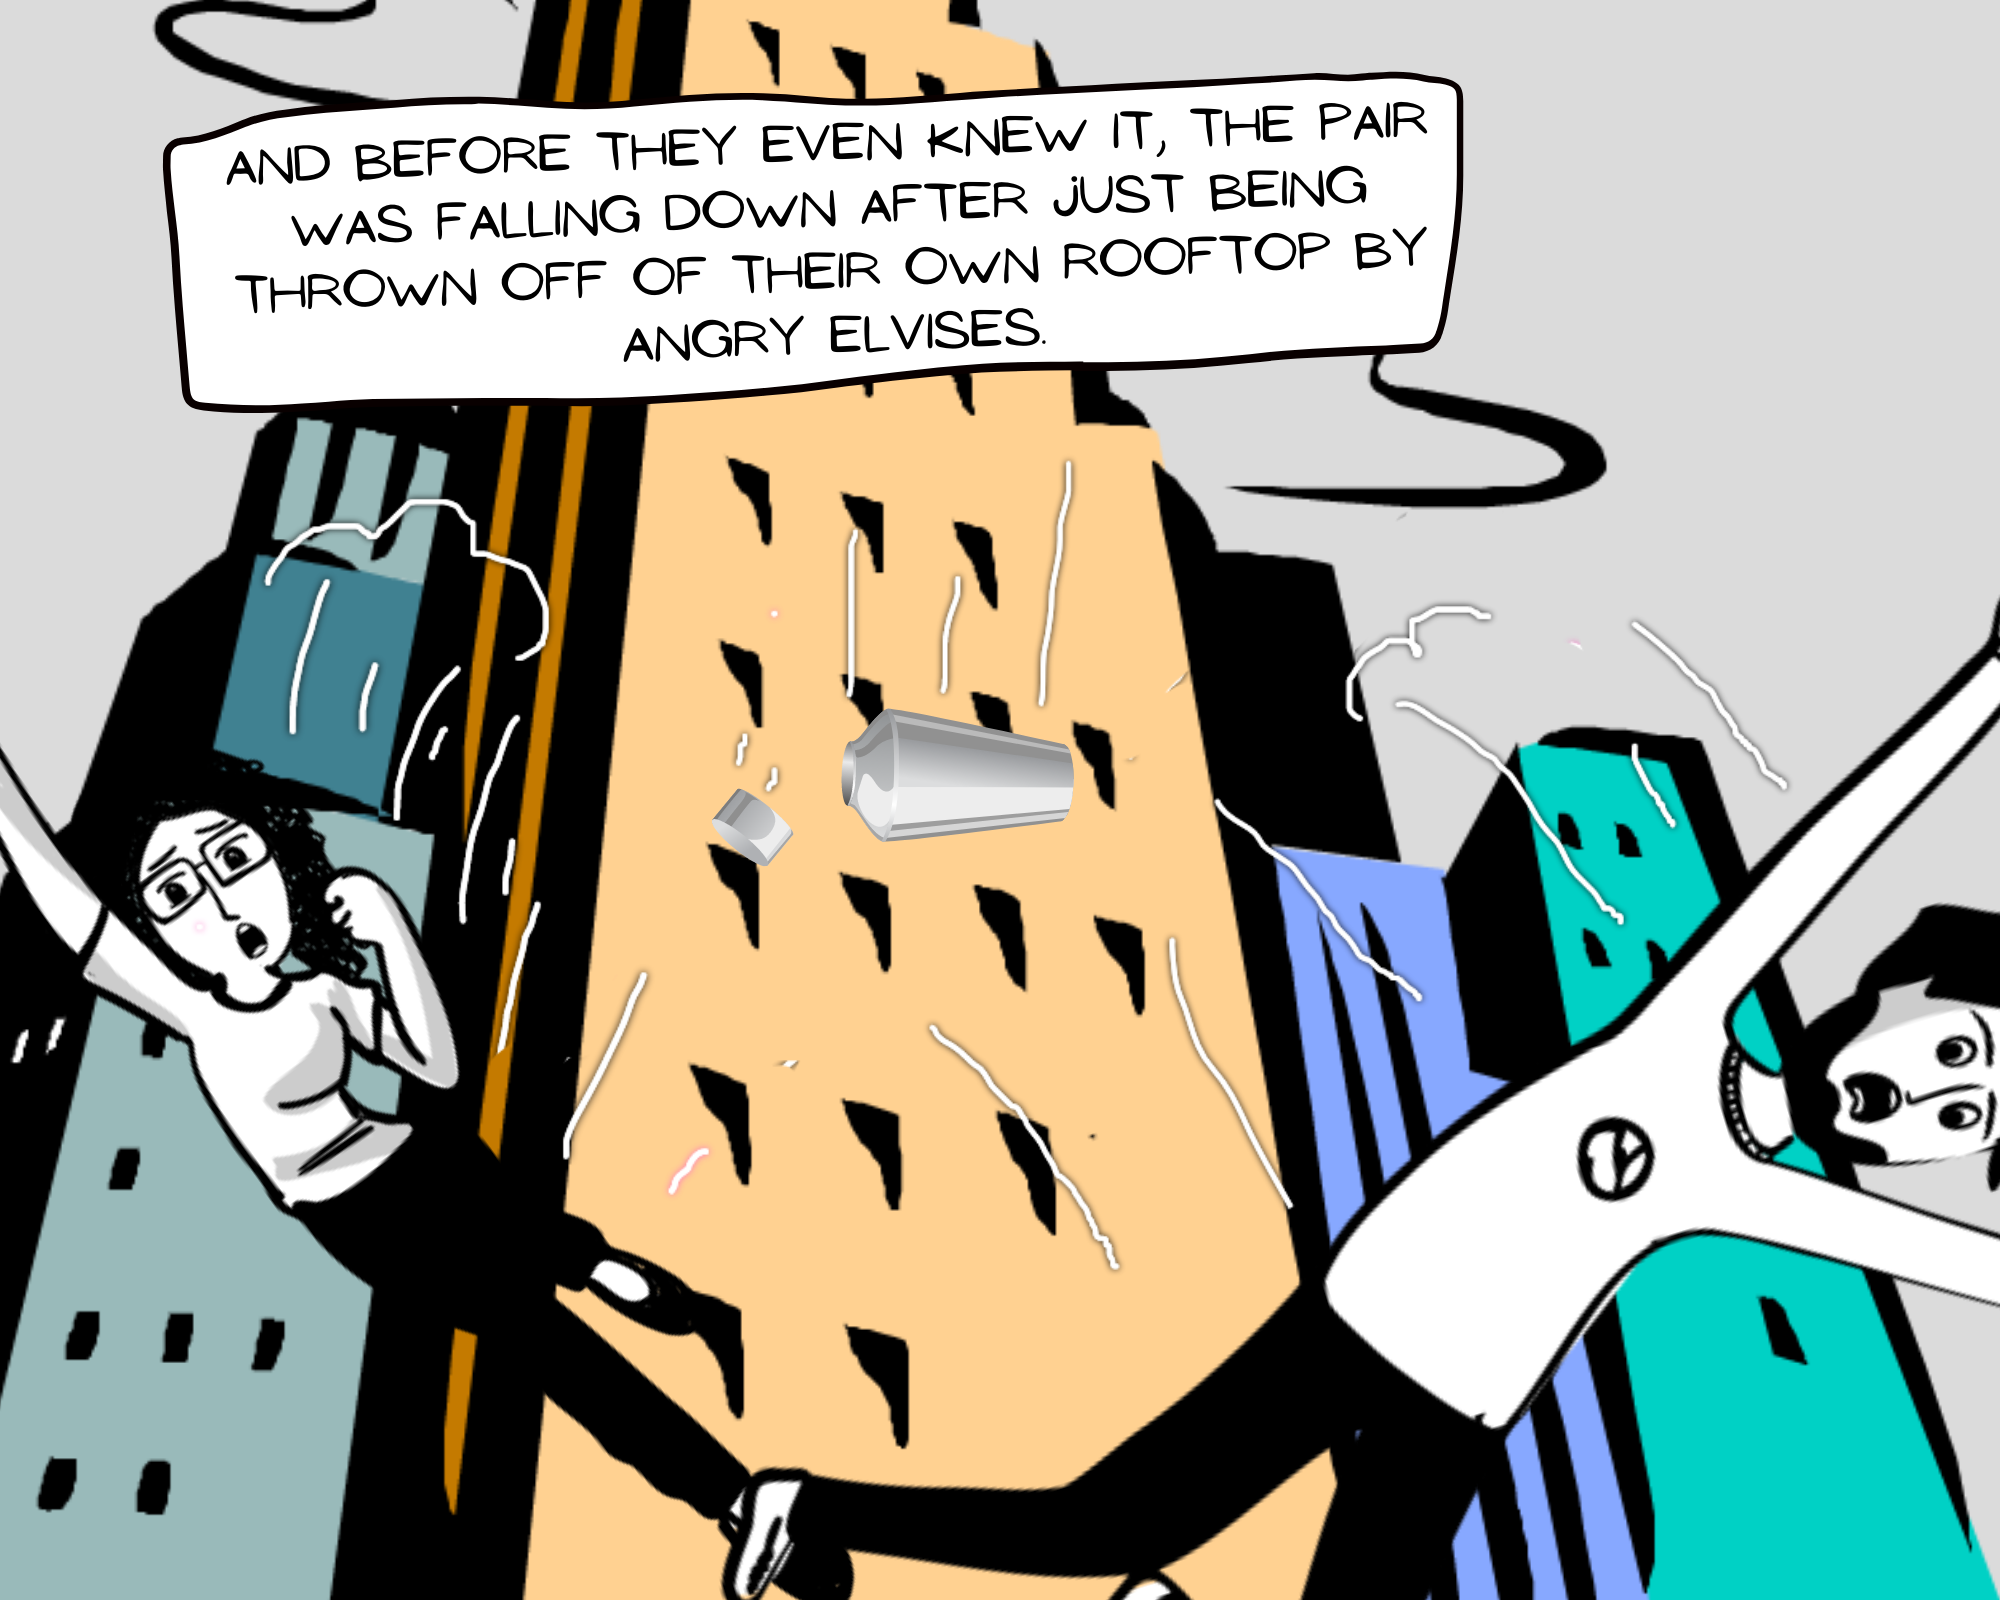 AND BEFORE THEY EVEN KNEW IT, THE PAIR
WAS FALLING DOWN AFTER JUST BEING
THROWN OFF OF THEIR OWN ROOFTOP BY
ANGRY ELVISES.